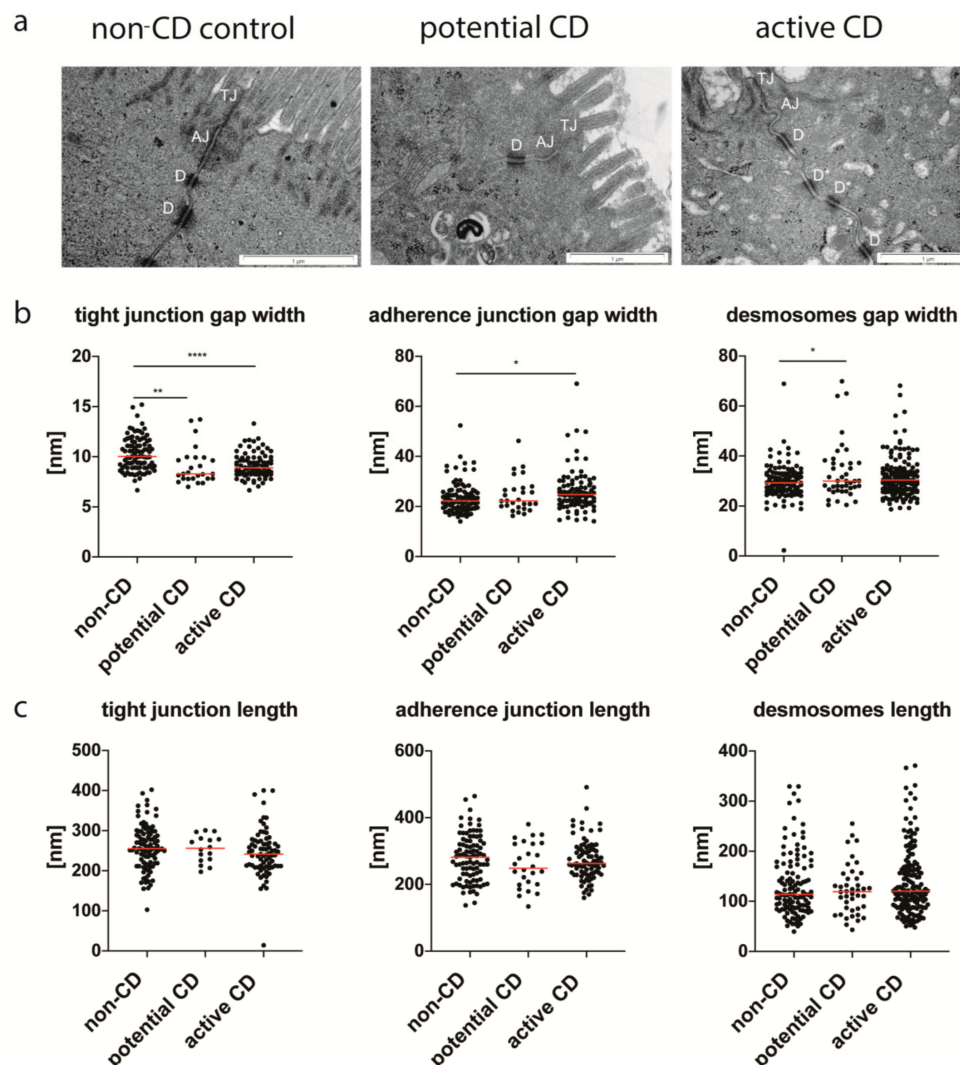 a
non-CD control
potential CD
active CD
TJ
AJ
D
D
1 µm
TJ
AJ
D
1 µm
TJ
AJ
D
D*
D*
D
1 µm
b
tight junction gap width
adherence junction gap width
desmosomes gap width
[nm]
20
15
10
5
0
****
**
non-CD
potential CD
active CD
[nm]
80
60
40
20
0
*
non-CD
potential CD
active CD
[nm]
80
60
40
20
0
*
non-CD
potential CD
active CD
c
tight junction length
adherence junction length
desmosomes length
[nm]
500
400
300
200
100
0
non-CD
potential CD
active CD
[nm]
600
400
200
0
non-CD
potential CD
active CD
[nm]
400
300
200
100
0
non-CD
potential CD
active CD